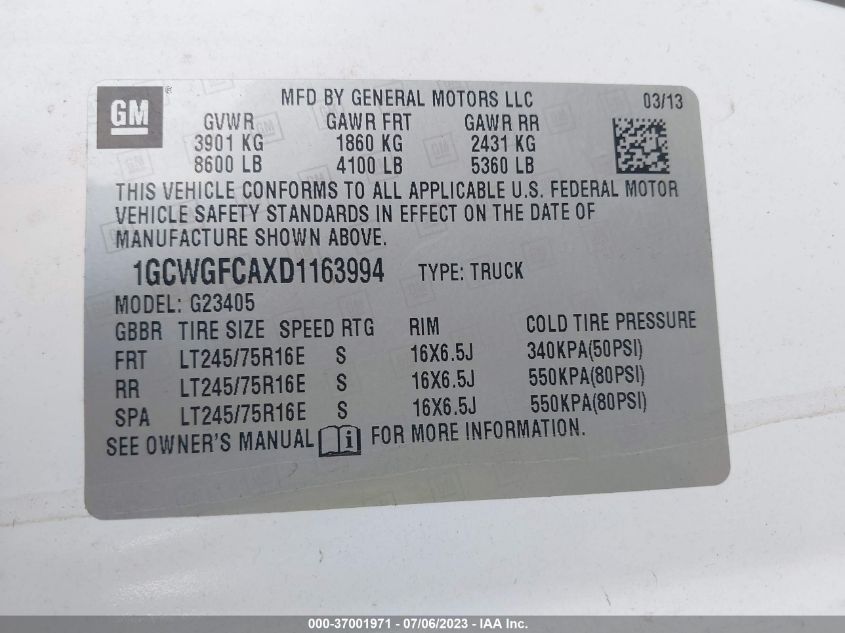 GM ®
MFD BY GENERAL MOTORS LLC 03/13
GVWR GAWR FRT GAWR RR
3901 KG 1860 KG 2431 KG
8600 LB 4100 LB 5360 LB
THIS VEHICLE CONFORMS TO ALL APPLICABLE U.S. FEDERAL MOTOR
VEHICLE SAFETY STANDARDS IN EFFECT ON THE DATE OF
MANUFACTURE SHOWN ABOVE.
1GCWGFCAXD1163994 TYPE: TRUCK
MODEL: G23405
GBBR TIRE SIZE SPEED RTG RIM COLD TIRE PRESSURE
FRT LT245/75R16E S 16X6.5J 340KPA(50PSI)
RR LT245/75R16E S 16X6.5J 550KPA(80PSI)
SPA LT245/75R16E S 16X6.5J 550KPA(80PSI)
SEE OWNER'S MANUAL i FOR MORE INFORMATION.
000-37001971 - 07/06/2023 - IAA Inc.